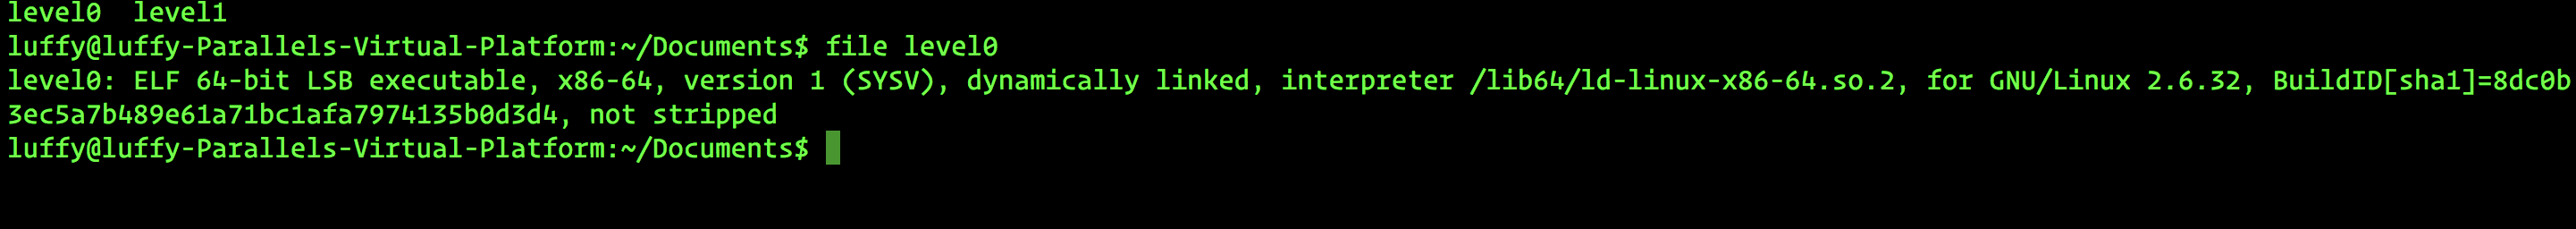 level0  level1
luffy@luffy-Parallels-Virtual-Platform:~/Documents$ file level0
level0: ELF 64-bit LSB executable, x86-64, version 1 (SYSV), dynamically linked, interpreter /lib64/ld-linux-x86-64.so.2, for GNU/Linux 2.6.32, BuildID[sha1]=8dc0b
3ec5a7b489e61a71bc1afa7974135b0d3d4, not stripped
luffy@luffy-Parallels-Virtual-Platform:~/Documents$